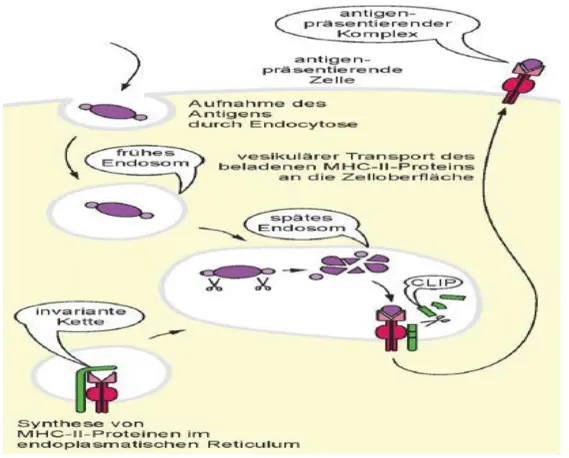 antigen-
präsentierender
Komplex
antigen-
präsentierende
Zelle
Aufnahme des
Antigens
durch Endocytose
frühes
Endosom
vesikulärer Transport des
beladenen MHC-II-Proteins
an die Zelloberfläche
spätes
Endosom
CLIP
invariante
Kette
Synthese von
MHC-II-Proteinen im
endoplasmatischen Reticulum